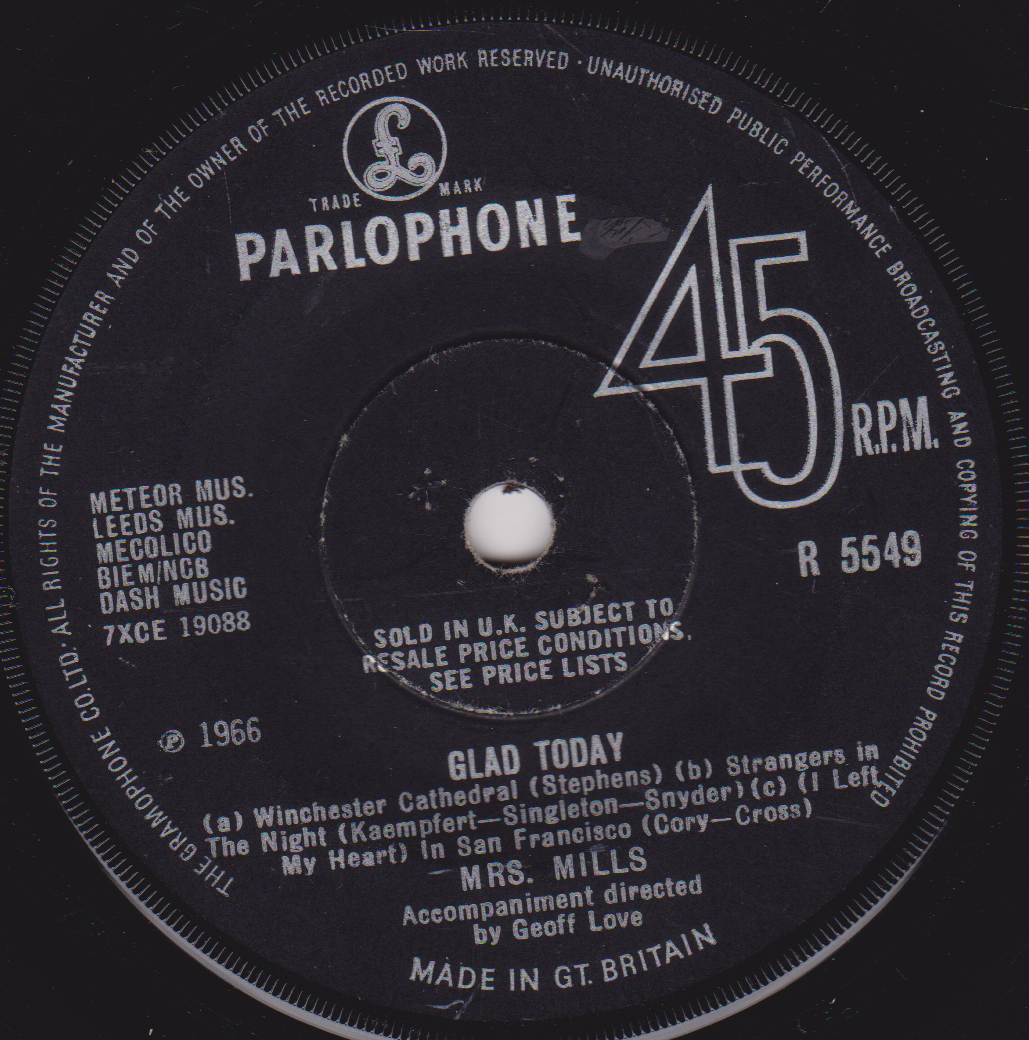 THE GRAMOPHONE CO.LTD. · ALL RIGHTS OF THE MANUFACTURER AND OF THE OWNER OF THE RECORDED WORK RESERVED · UNAUTHORISED PUBLIC PERFORMANCE BROADCASTING AND COPYING OF THIS RECORD PROHIBITED
£
TRADE MARK
PARLOPHONE
45 R.P.M.
METEOR MUS.
LEEDS MUS.
MECOLICO
BIEM/NCB
DASH MUSIC
7XCE 19088
R 5549
SOLD IN U.K. SUBJECT TO
RESALE PRICE CONDITIONS.
SEE PRICE LISTS
℗ 1966
GLAD TODAY
(a) Winchester Cathedral (Stephens) (b) Strangers in
The Night (Kaempfert—Singleton—Snyder) (c) (I Left
My Heart) In San Francisco (Cory—Cross)
MRS. MILLS
Accompaniment directed
by Geoff Love
MADE IN GT. BRITAIN